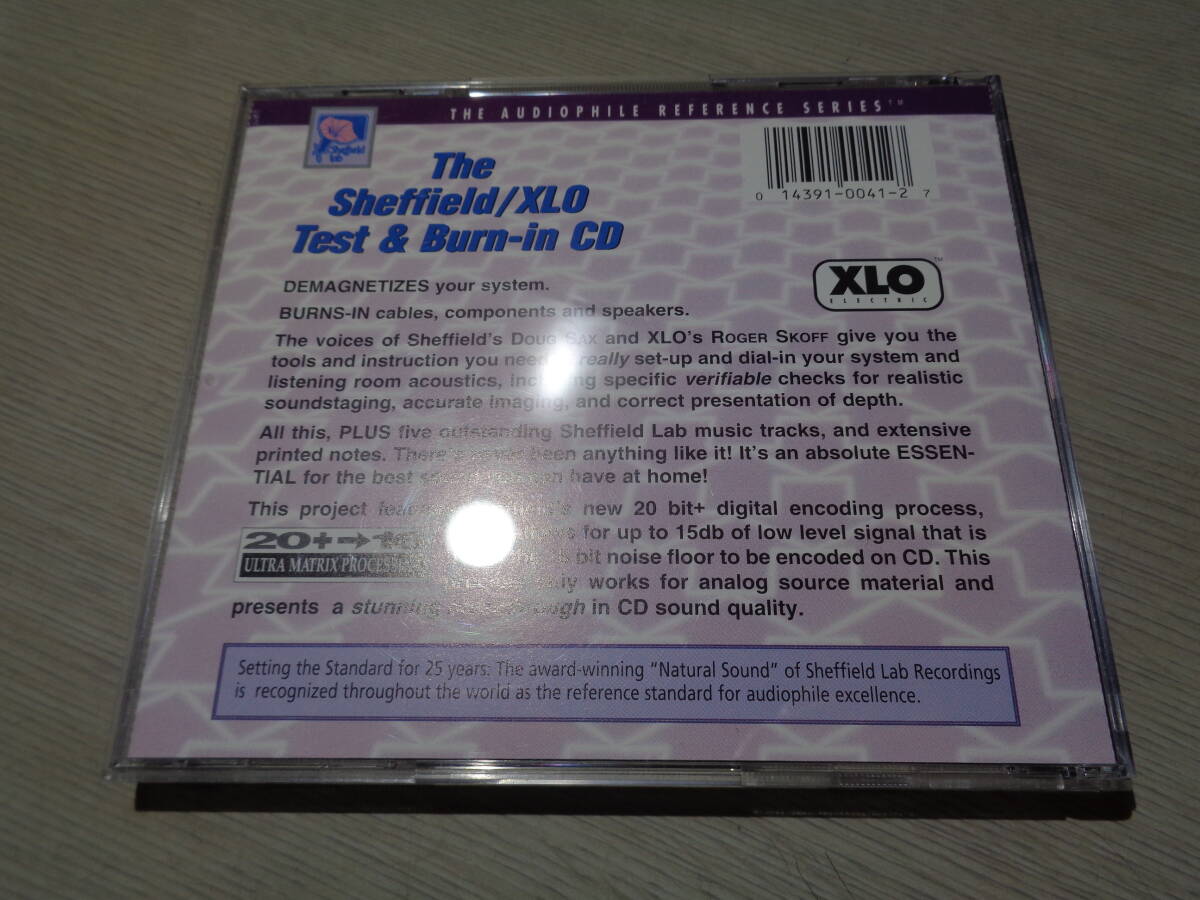 THE AUDIOPHILE REFERENCE SERIES™
Sheffield
Lab
The
Sheffield/XLO
Test & Burn-in CD
0 14391-0041-2 7
XLO™
ELECTRIC
DEMAGNETIZES your system.
BURNS-IN cables, components and speakers.
The voices of Sheffield's DOUG SAX and XLO's ROGER SKOFF give you the
tools and instruction you need really set-up and dial-in your system and
listening room acoustics, including specific verifiable checks for realistic
soundstaging, accurate imaging, and correct presentation of depth.
All this, PLUS five outstanding Sheffield Lab music tracks, and extensive
printed notes. There's never been anything like it! It's an absolute ESSEN-
TIAL for the best have at home!
This project new 20 bit+ digital encoding process,
20+→ for up to 15db of low level signal that is
ULTRA MATRIX PROCESSING bit noise floor to be encoded on CD. This
works for analog source material and
presents a stunning in CD sound quality.
Setting the Standard for 25 years. The award-winning "Natural Sound" of Sheffield Lab Recordings
is recognized throughout the world as the reference standard for audiophile excellence.